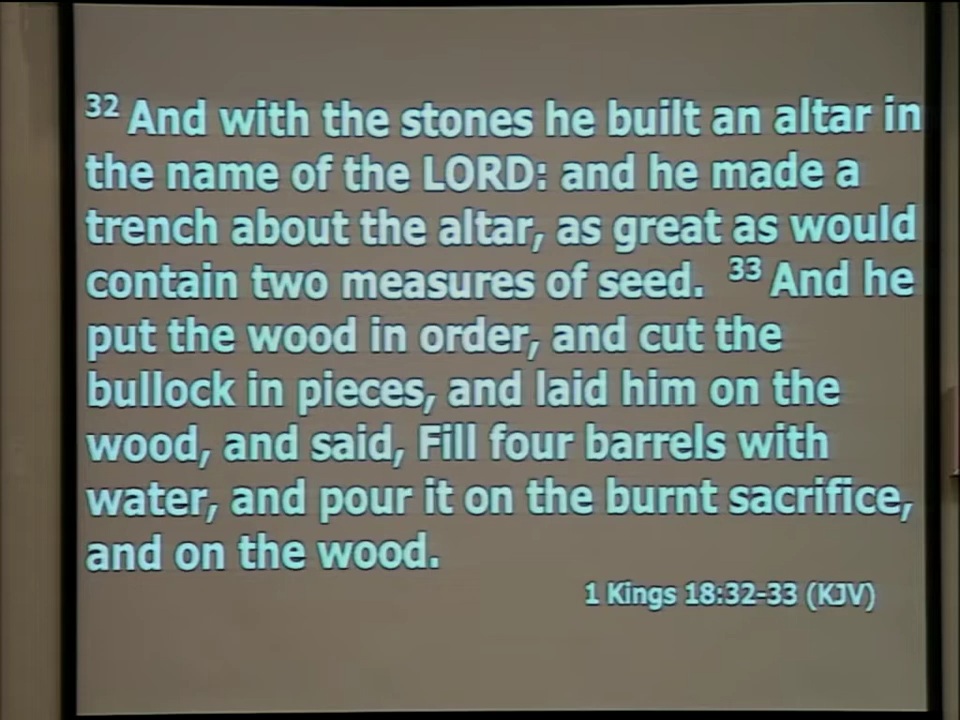 32 And with the stones he built an altar in
the name of the LORD: and he made a
trench about the altar, as great as would
contain two measures of seed. 33 And he
put the wood in order, and cut the
bullock in pieces, and laid him on the
wood, and said, Fill four barrels with
water, and pour it on the burnt sacrifice,
and on the wood.
1 Kings 18:32-33 (KJV)